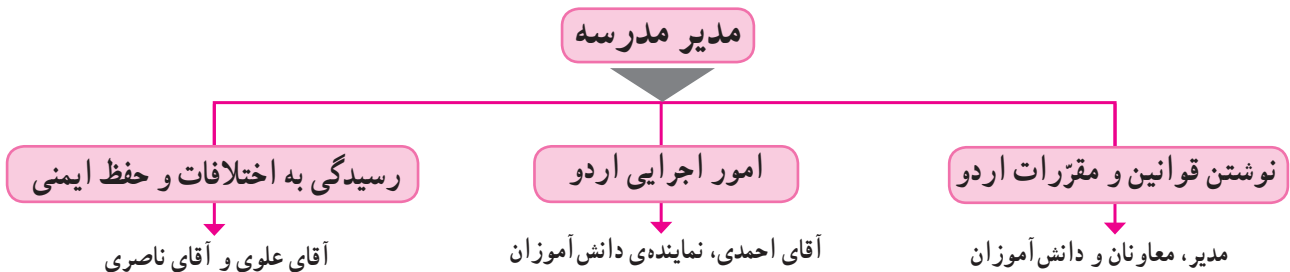 مدیر مدرسه
نوشتن قوانین و مقرّرات اردو
امور اجرایی اردو
رسیدگی به اختلافات و حفظ ایمنی
مدیر، معاونان و دانش‌آموزان
آقای احمدی، نماینده‌ی دانش‌آموزان
آقای علوی و آقای ناصری